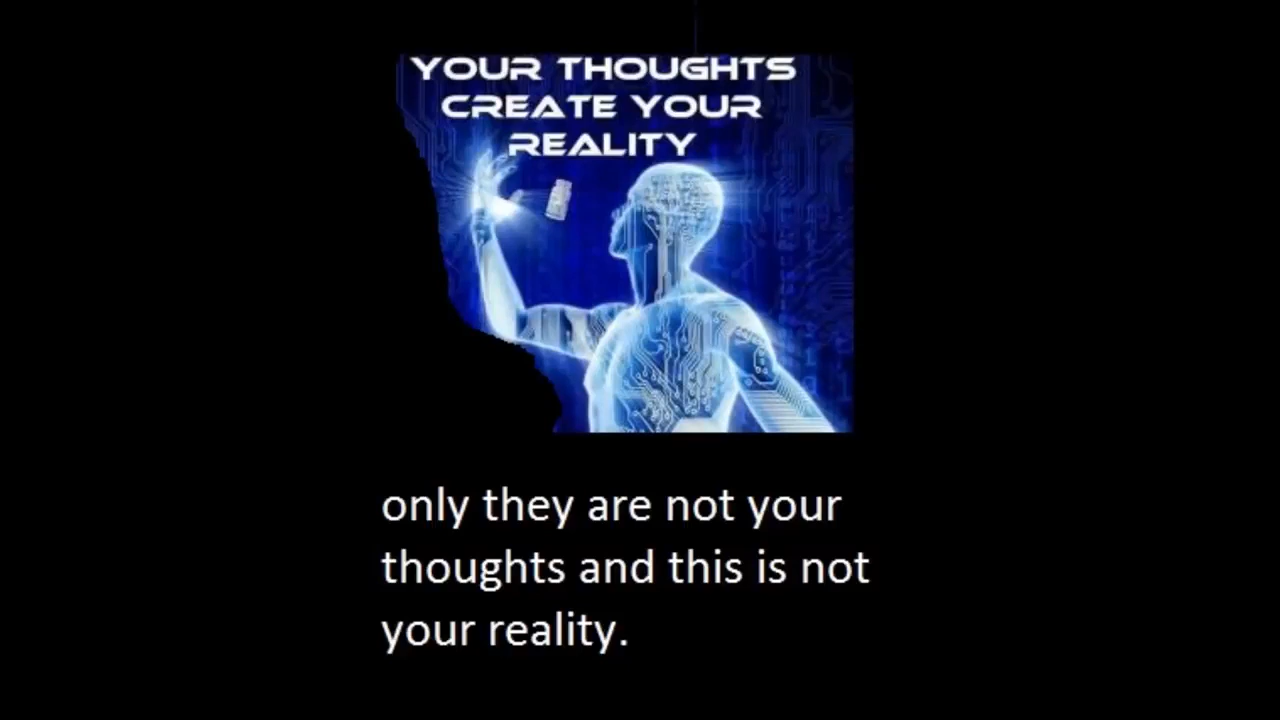 YOUR THOUGHTS
CREATE YOUR
REALITY
only they are not your
thoughts and this is not
your reality.